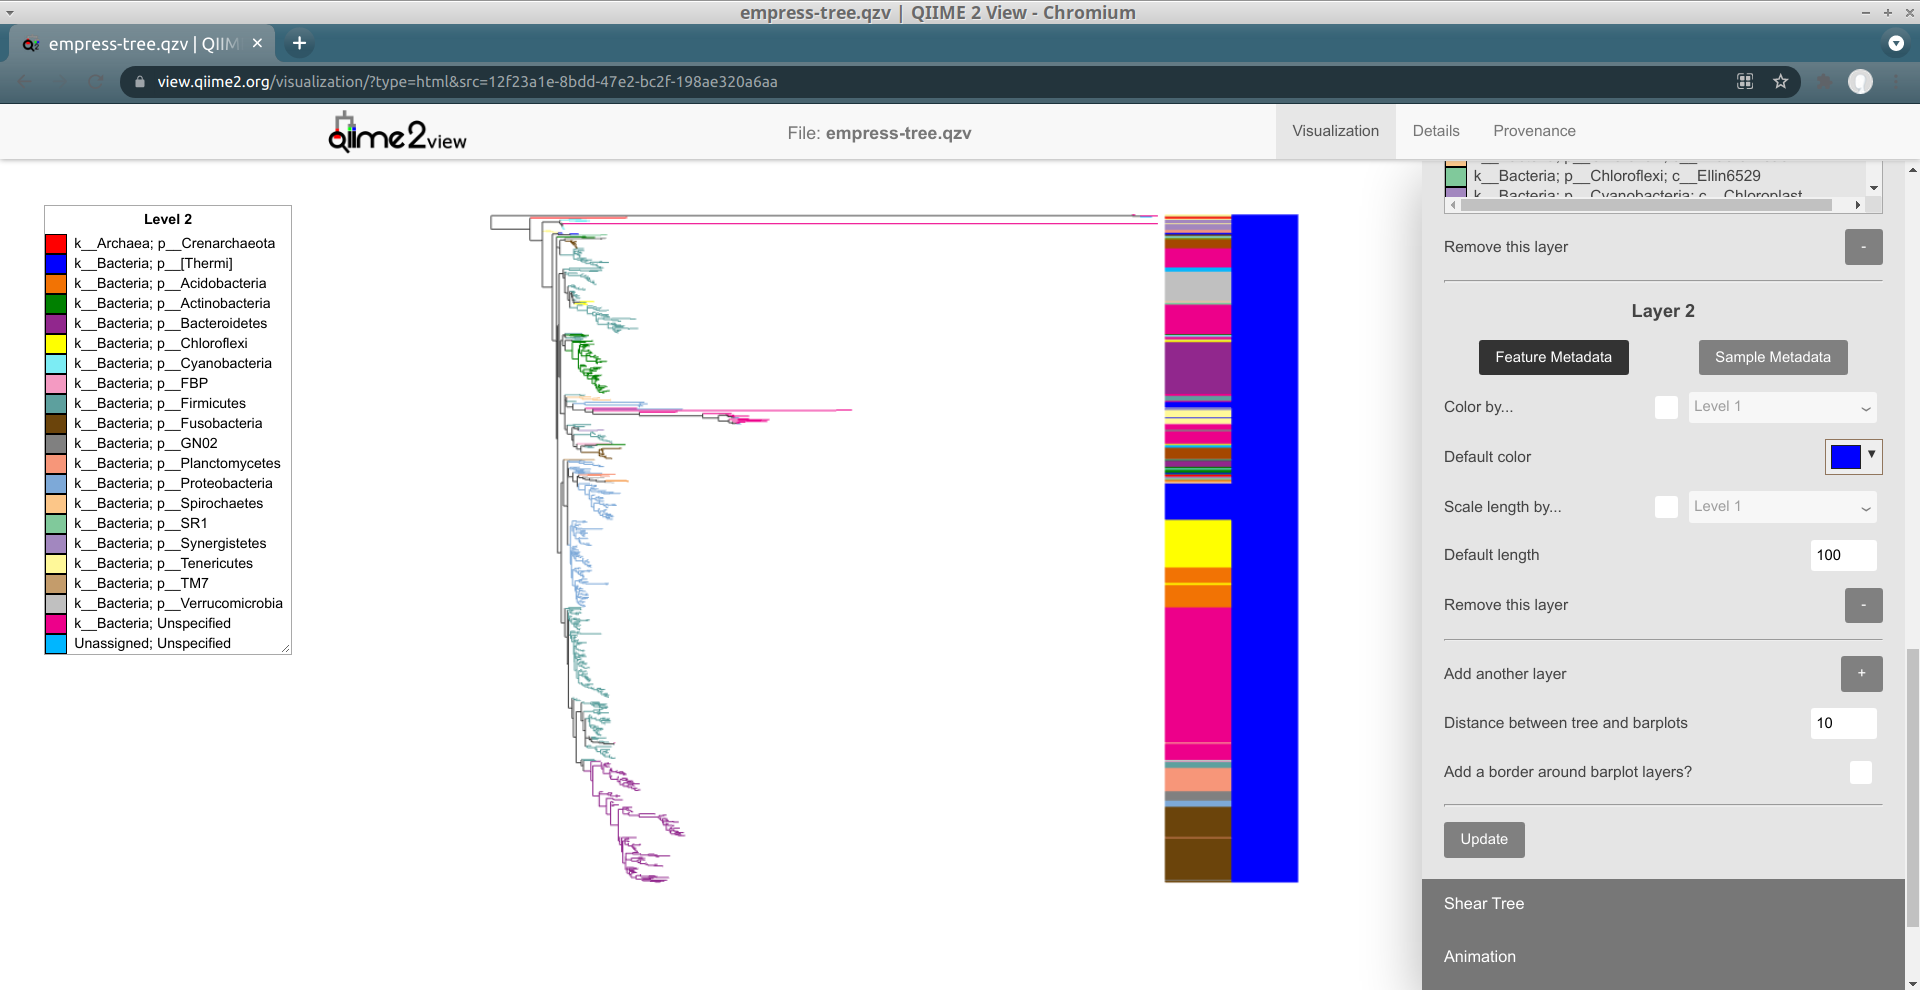 empress-tree.qzv | QIIME 2 View - Chromium
empress-tree.qzv | QIIM
view.qiime2.org/visualization/?type=html&src=12f23a1e-8bdd-47e2-bc2f-198ae320a6aa
qiime2view
File: empress-tree.qzv
Visualization
Details
Provenance
Level 2
k__Archaea; p__Crenarchaeota
k__Bacteria; p__[Thermi]
k__Bacteria; p__Acidobacteria
k__Bacteria; p__Actinobacteria
k__Bacteria; p__Bacteroidetes
k__Bacteria; p__Chloroflexi
k__Bacteria; p__Cyanobacteria
k__Bacteria; p__FBP
k__Bacteria; p__Firmicutes
k__Bacteria; p__Fusobacteria
k__Bacteria; p__GN02
k__Bacteria; p__Planctomycetes
k__Bacteria; p__Proteobacteria
k__Bacteria; p__Spirochaetes
k__Bacteria; p__SR1
k__Bacteria; p__Synergistetes
k__Bacteria; p__Tenericutes
k__Bacteria; p__TM7
k__Bacteria; p__Verrucomicrobia
k__Bacteria; Unspecified
Unassigned; Unspecified
k__Bacteria; p__Chloroflexi; c__Ellin6529
k__Bacteria; p__Cyanobacteria; c__Chloroplast
Remove this layer -
Layer 2
Feature Metadata
Sample Metadata
Color by... Level 1
Default color
Scale length by... Level 1
Default length 100
Remove this layer -
Add another layer +
Distance between tree and barplots 10
Add a border around barplot layers?
Update
Shear Tree
Animation